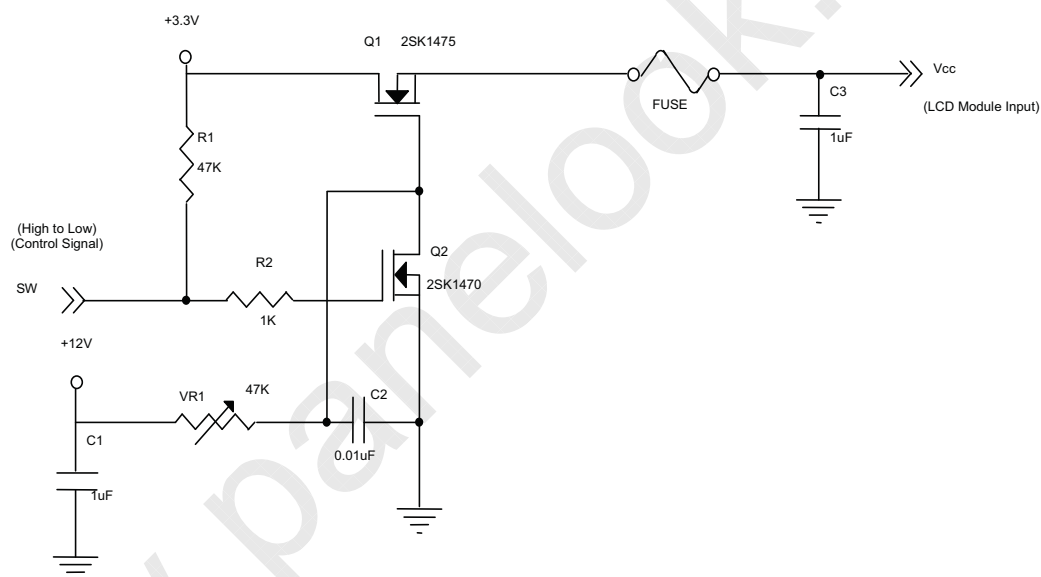 +3.3V
Q1 2SK1475
Vcc
(LCD Module Input)
FUSE
C3
1uF
R1
47K
(High to Low)
(Control Signal)
SW
R2
1K
Q2
2SK1470
+12V
VR1
47K
C2
0.01uF
C1
1uF
panelook.